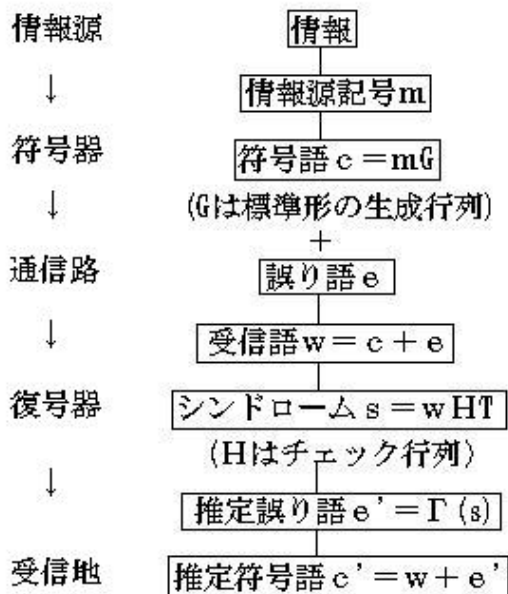 情報源 情報
↓ 情報源記号m
符号器 符号語c=mG
↓ (Gは標準形の生成行列)
+
通信路 誤り語e
↓ 受信語w=c+e
復号器 シンドロームs=wHT
(Hはチェック行列)
↓ 推定誤り語e'=Γ(s)
受信地 推定符号語c'=w+e'